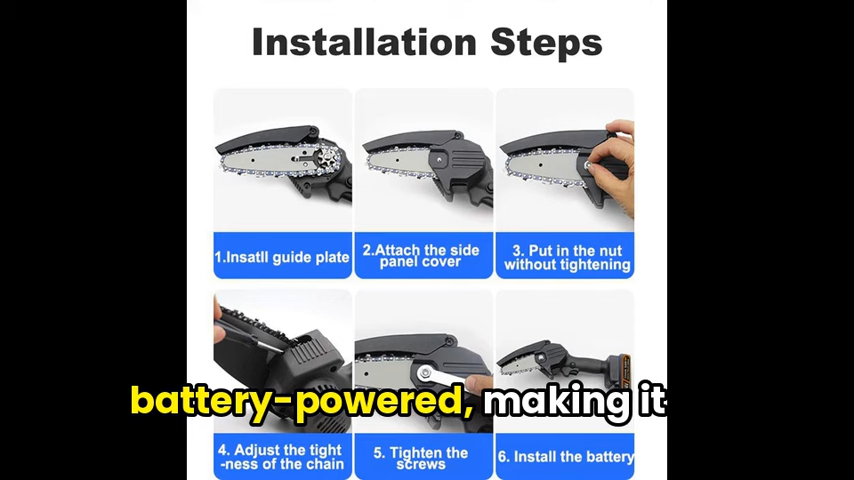 Installation Steps
1.Insatll guide plate
2.Attach the side
panel cover
3. Put in the nut
without tightening
battery-powered, making it
4. Adjust the tight
-ness of the chain
5. Tighten the
screws
6. Install the battery